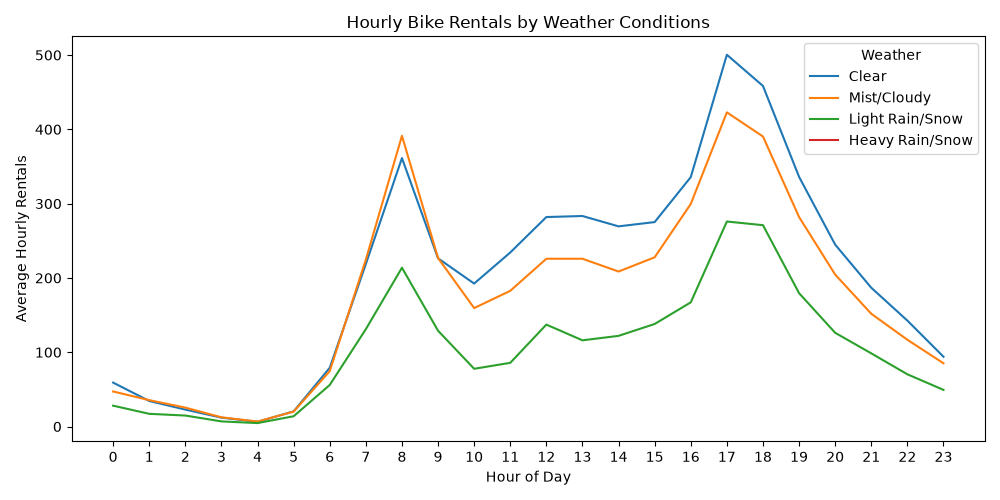 Hourly Bike Rentals by Weather Conditions
Average Hourly Rentals
500
400
300
200
100
0
Weather
Clear
Mist/Cloudy
Light Rain/Snow
Heavy Rain/Snow
0 1 2 3 4 5 6 7 8 9 10 11 12 13 14 15 16 17 18 19 20 21 22 23
Hour of Day